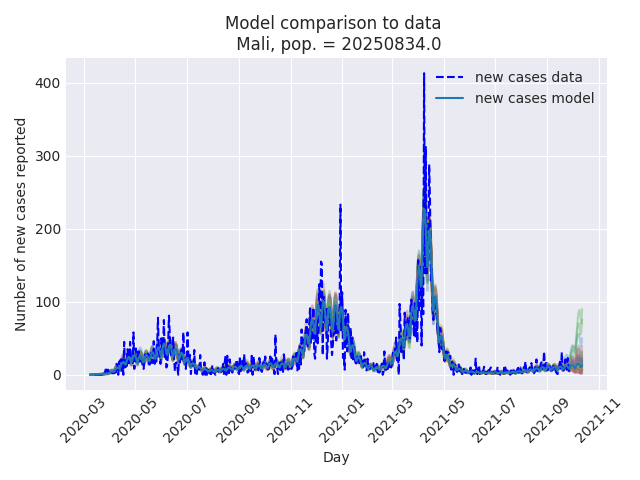 Model comparison to data
Mali, pop. = 20250834.0
new cases data
new cases model
Number of new cases reported
400
300
200
100
0
2020-03
2020-05
2020-07
2020-09
2020-11
2021-01
2021-03
2021-05
2021-07
2021-09
2021-11
Day